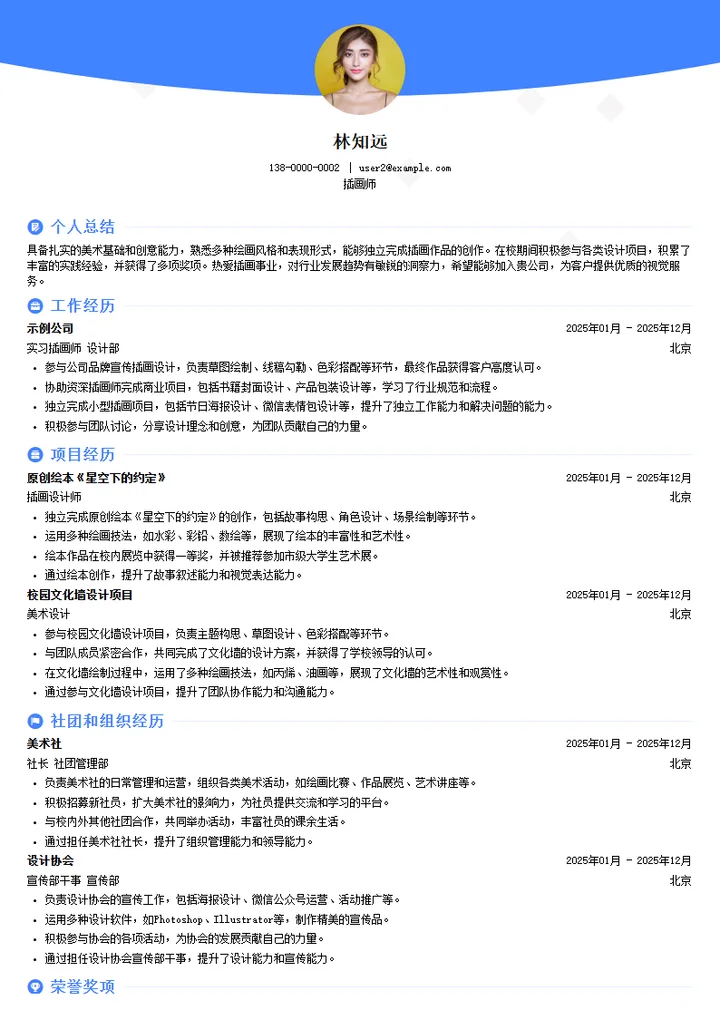 林知远
138-0000-0002 | user2@example.com
插画师
个人总结
具备扎实的美术基础和创意能力，熟悉多种绘画风格和表现形式，能够独立完成插画作品的创作。在校期间积极参与各类设计项目，积累了
丰富的实践经验，并获得了多项奖项。热爱插画事业，对行业发展趋势有敏锐的洞察力，希望能够加入贵公司，为客户提供优质的视觉服
务。
工作经历
示创公司 2025年01月 - 2025年12月
实习插画师 设计部 北京
• 参与公司品牌宣传插画设计，负责草图绘制、线稿勾勒、色彩搭配等环节，最终作品获得客户高度认可。
• 协助资深插画师完成商业项目，包括书籍封面设计、产品包装设计等，学习了行业规范和流程。
• 独立完成小型插画项目，包括节日海报设计、微信表情包设计等，提升了独立工作能力和解决问题的能力。
• 积极参与团队讨论，分享设计理念和创意，为团队贡献自己的力量。
项目经历
原创绘本《星空下的约定》 2025年01月 - 2025年12月
插画设计师 北京
• 独立完成原创绘本《星空下的约定》的创作，包括故事构思、角色设计、场景绘制等环节。
• 运用多种绘画技法，如水彩、彩铅、数绘等，展现了绘本的丰富性和艺术性。
• 绘本作品在校内展览中获得一等奖，并被推荐参加市级大学生艺术展。
• 通过绘本创作，提升了故事叙述能力和视觉表达能力。
校园文化墙设计项目 2025年01月 - 2025年12月
美术设计 北京
• 参与校园文化墙设计项目，负责主题构思、草图设计、色彩搭配等环节。
• 与团队成员紧密合作，共同完成了文化墙的设计方案，并获得了学校领导的认可。
• 在文化墙绘制过程中，运用了多种绘画技法，如丙烯、油画等，展现了文化墙的艺术性和观赏性。
• 通过参与文化墙设计项目，提升了团队协作能力和沟通能力。
社团和组织经历
美术社 2025年01月 - 2025年12月
社长 社团管理部 北京
• 负责美术社的日常管理和运营，组织各类美术活动，如绘画比赛、作品展览、艺术讲座等。
• 积极招募新社员，扩大美术社的影响力，为社员提供交流和学习的平台。
• 与校内外其他社团合作，共同举办活动，丰富社员的课余生活。
• 通过担任美术社社长，提升了组织管理能力和领导能力。
设计协会 2025年01月 - 2025年12月
宣传部干事 宣传部 北京
• 负责设计协会的宣传工作，包括海报设计、微信公众号运营、活动推广等。
• 运用多种设计软件，如Photoshop、Illustrator等，制作精美的宣传品。
• 积极参与协会的各项活动，为协会的发展贡献自己的力量。
• 通过担任设计协会宣传部干事，提升了设计能力和宣传能力。
荣誉奖项